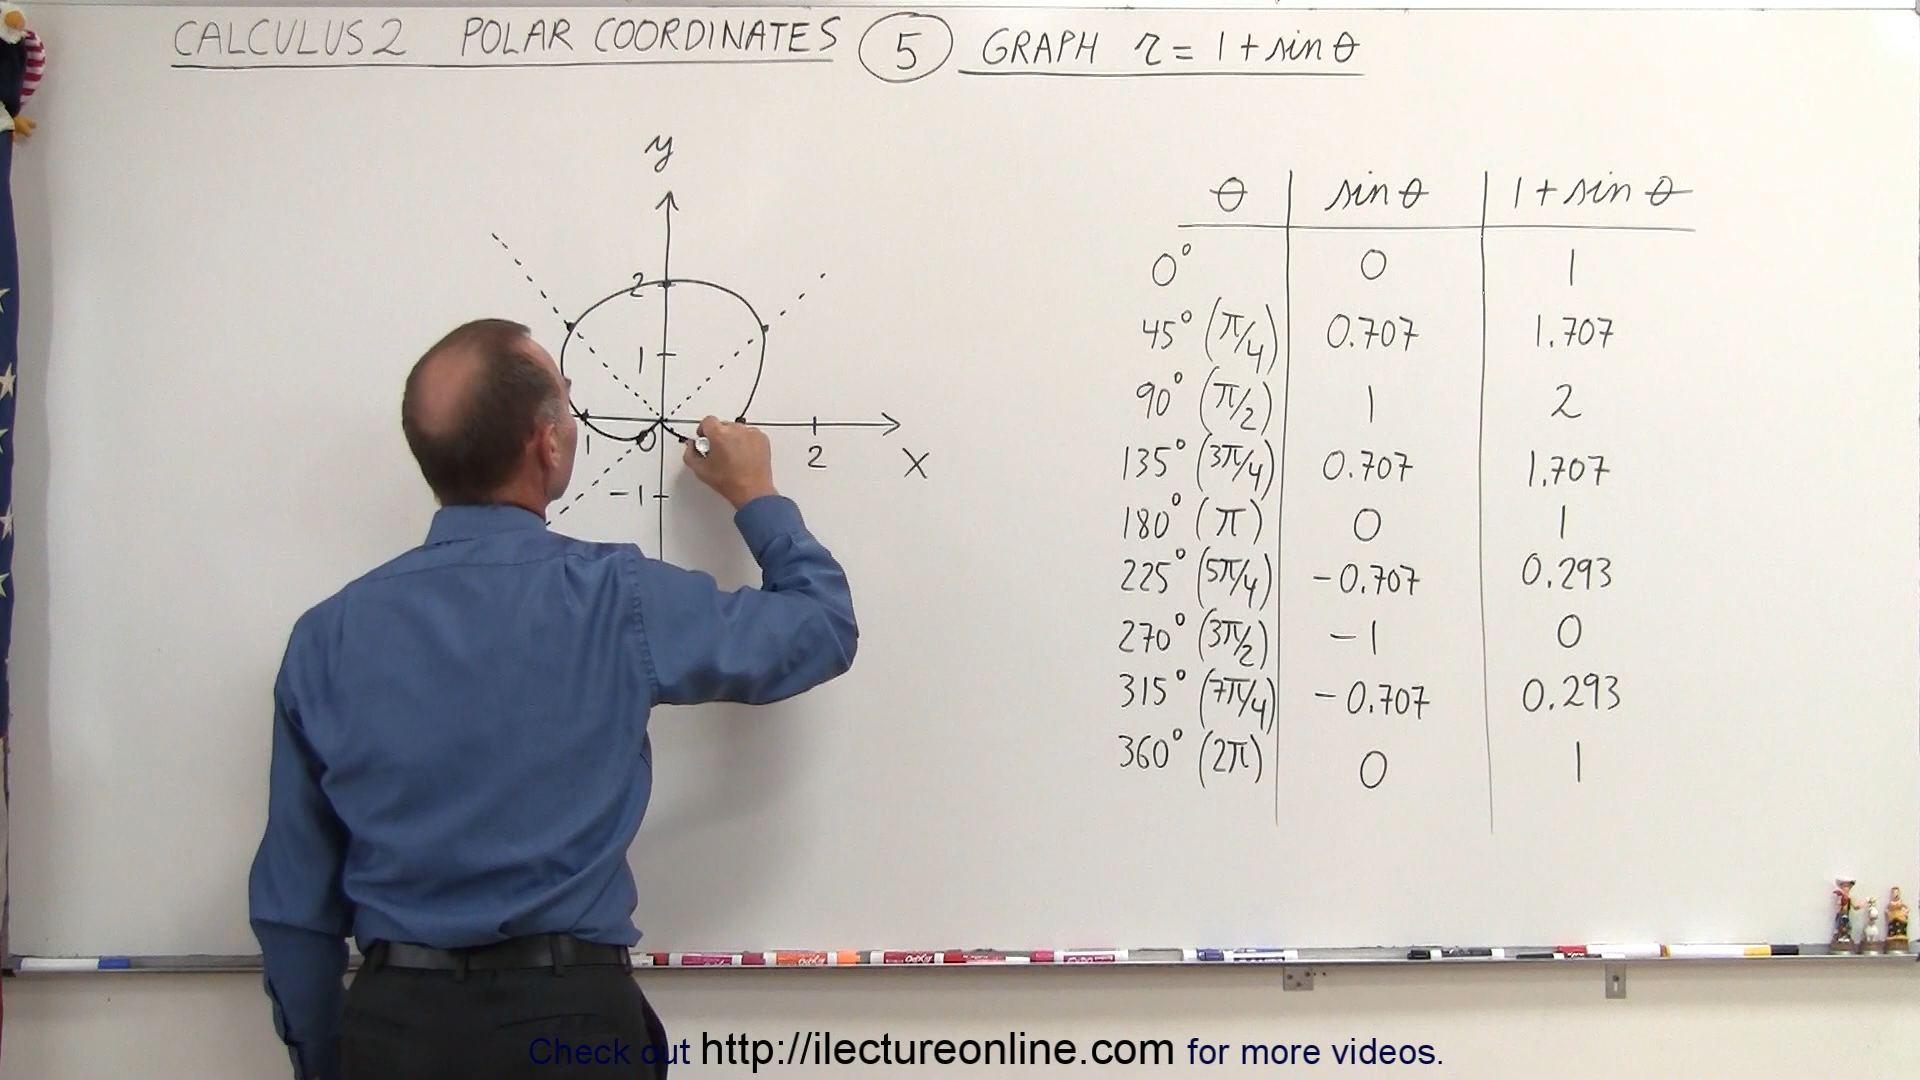 CALCULUS 2 POLAR COORDINATES 5 GRAPH r = 1 + sin θ
y
2
1
1 0 2 x
-1
θ sin θ 1 + sin θ
0° 0 1
45° (π/4) 0.707 1.707
90° (π/2) 1 2
135° (3π/4) 0.707 1.707
180° (π) 0 1
225° (5π/4) -0.707 0.293
270° (3π/2) -1 0
315° (7π/4) -0.707 0.293
360° (2π) 0 1
Check out http://ilectureonline.com for more videos.